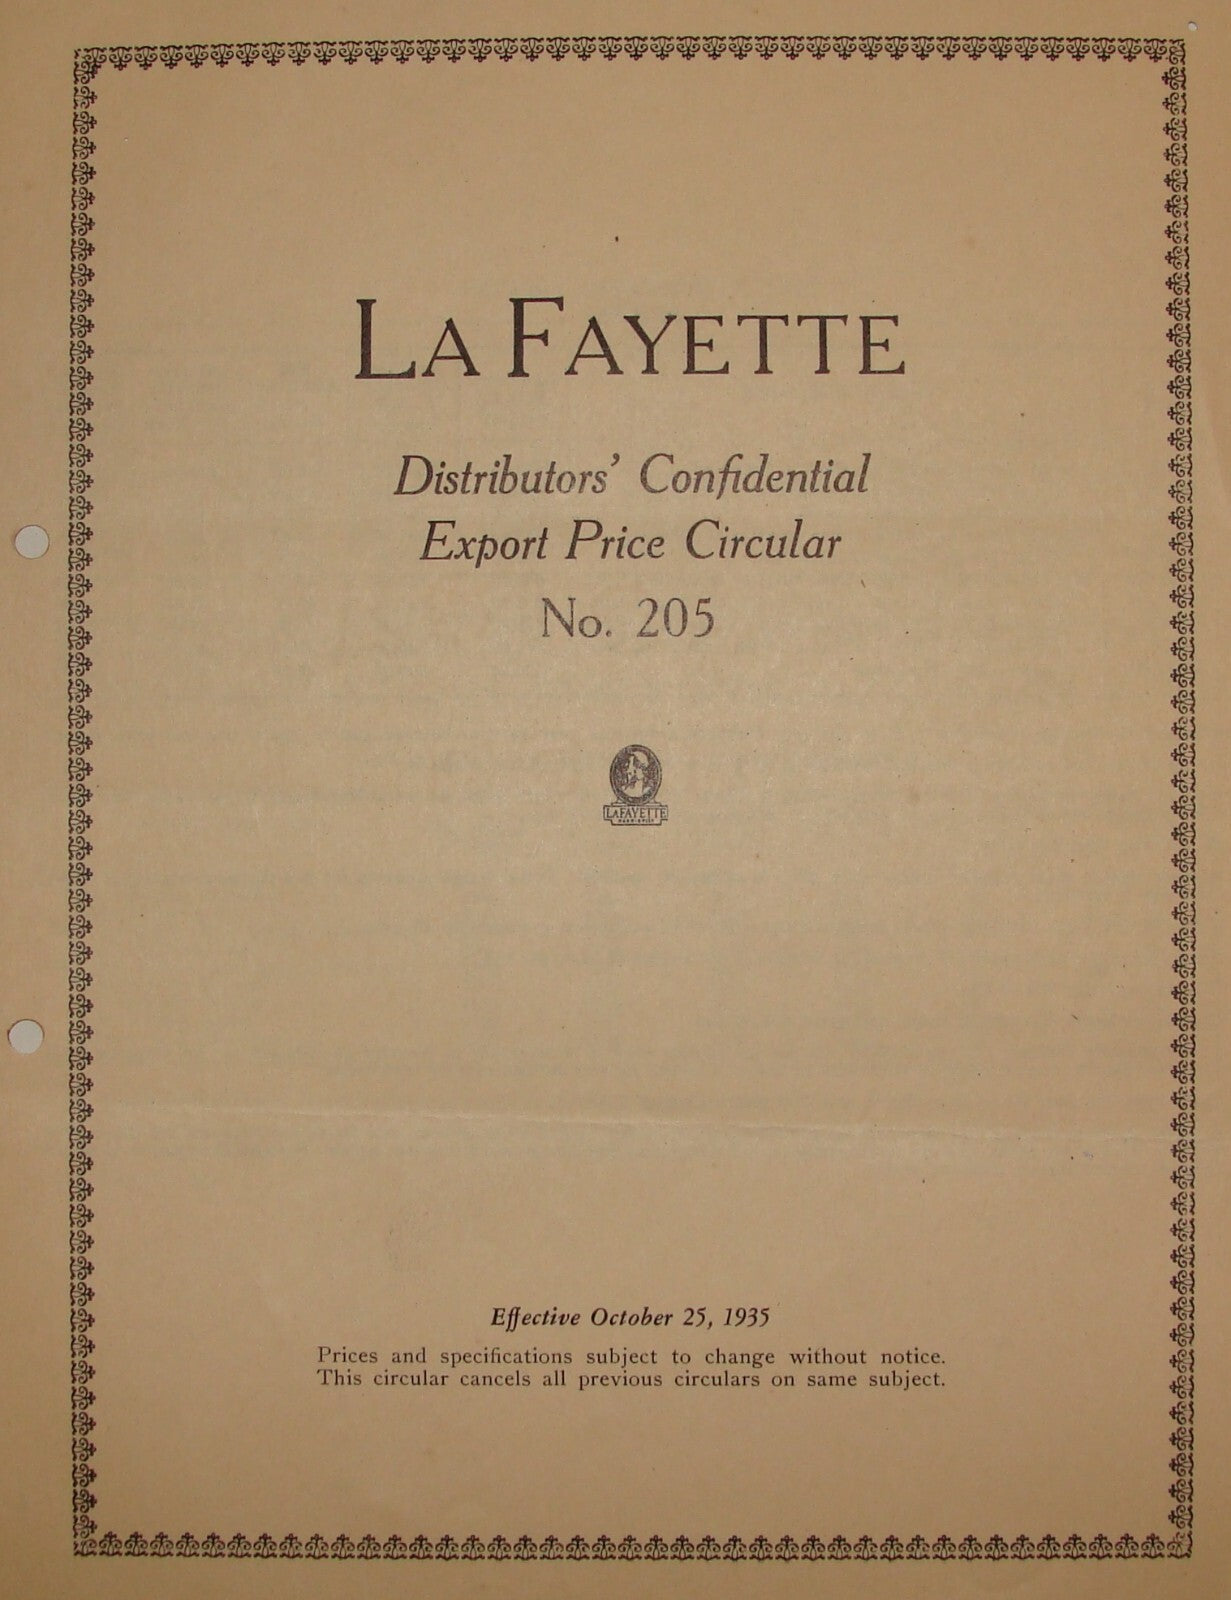 LA FAYETTE
Distributors’ Confidential
Export Price Circular
No. 205
LAFAYETTE
Effective October 25, 1935
Prices and specifications subject to change without notice.
This circular cancels all previous circulars on same subject.